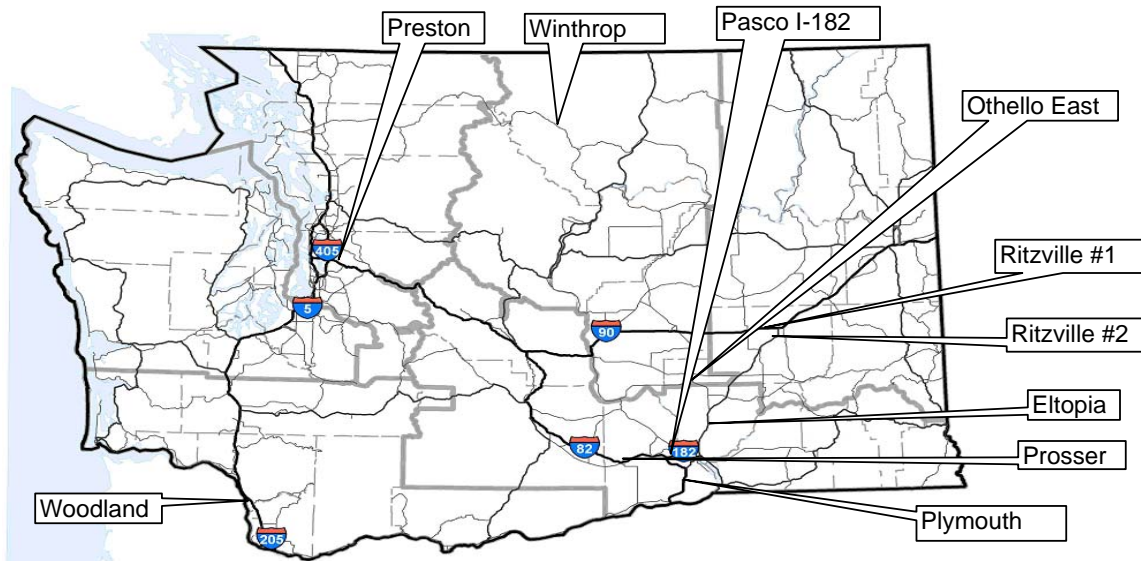 Preston
Winthrop
Pasco I-182
Othello East
405
Ritzville #1
5
90
Ritzville #2
Eltopia
82
182
Prosser
Woodland
Plymouth
205